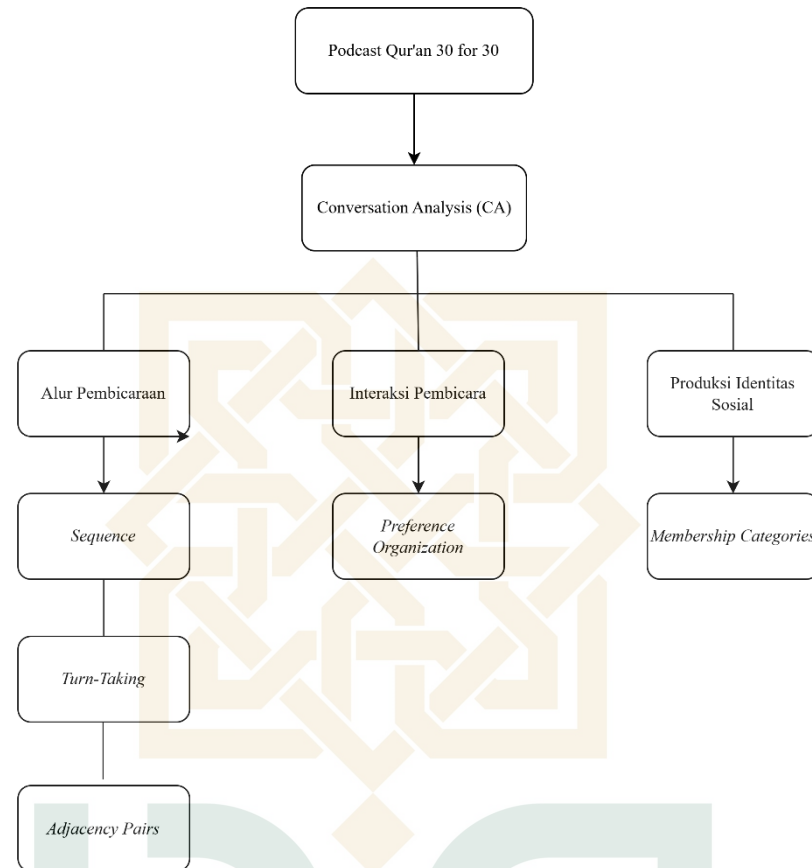 Podcast Qur'an 30 for 30
Conversation Analysis (CA)
Alur Pembicaraan
Interaksi Pembicara
Produksi Identitas
Sosial
Sequence
Preference
Organization
Membership Categories
Turn-Taking
Adjacency Pairs